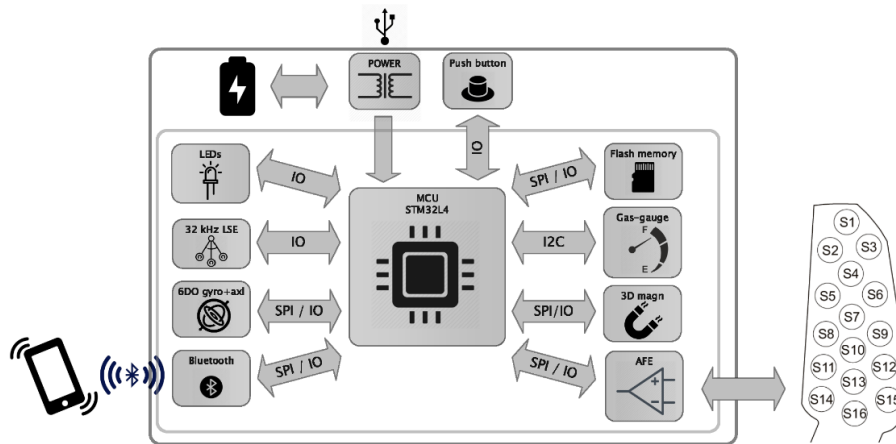 POWER
Push button
IO
LEDs
IO
SPI / IO
Flash memory
MCU
STM32L4
32 kHz LSE
IO
I2C
Gas-gauge
F
E
6DO gyro+axl
SPI / IO
SPI/IO
3D magn
Bluetooth
SPI / IO
SPI / IO
AFE
S1
S2
S3
S4
S5
S6
S7
S8
S9
S10
S11
S12
S13
S14
S15
S16